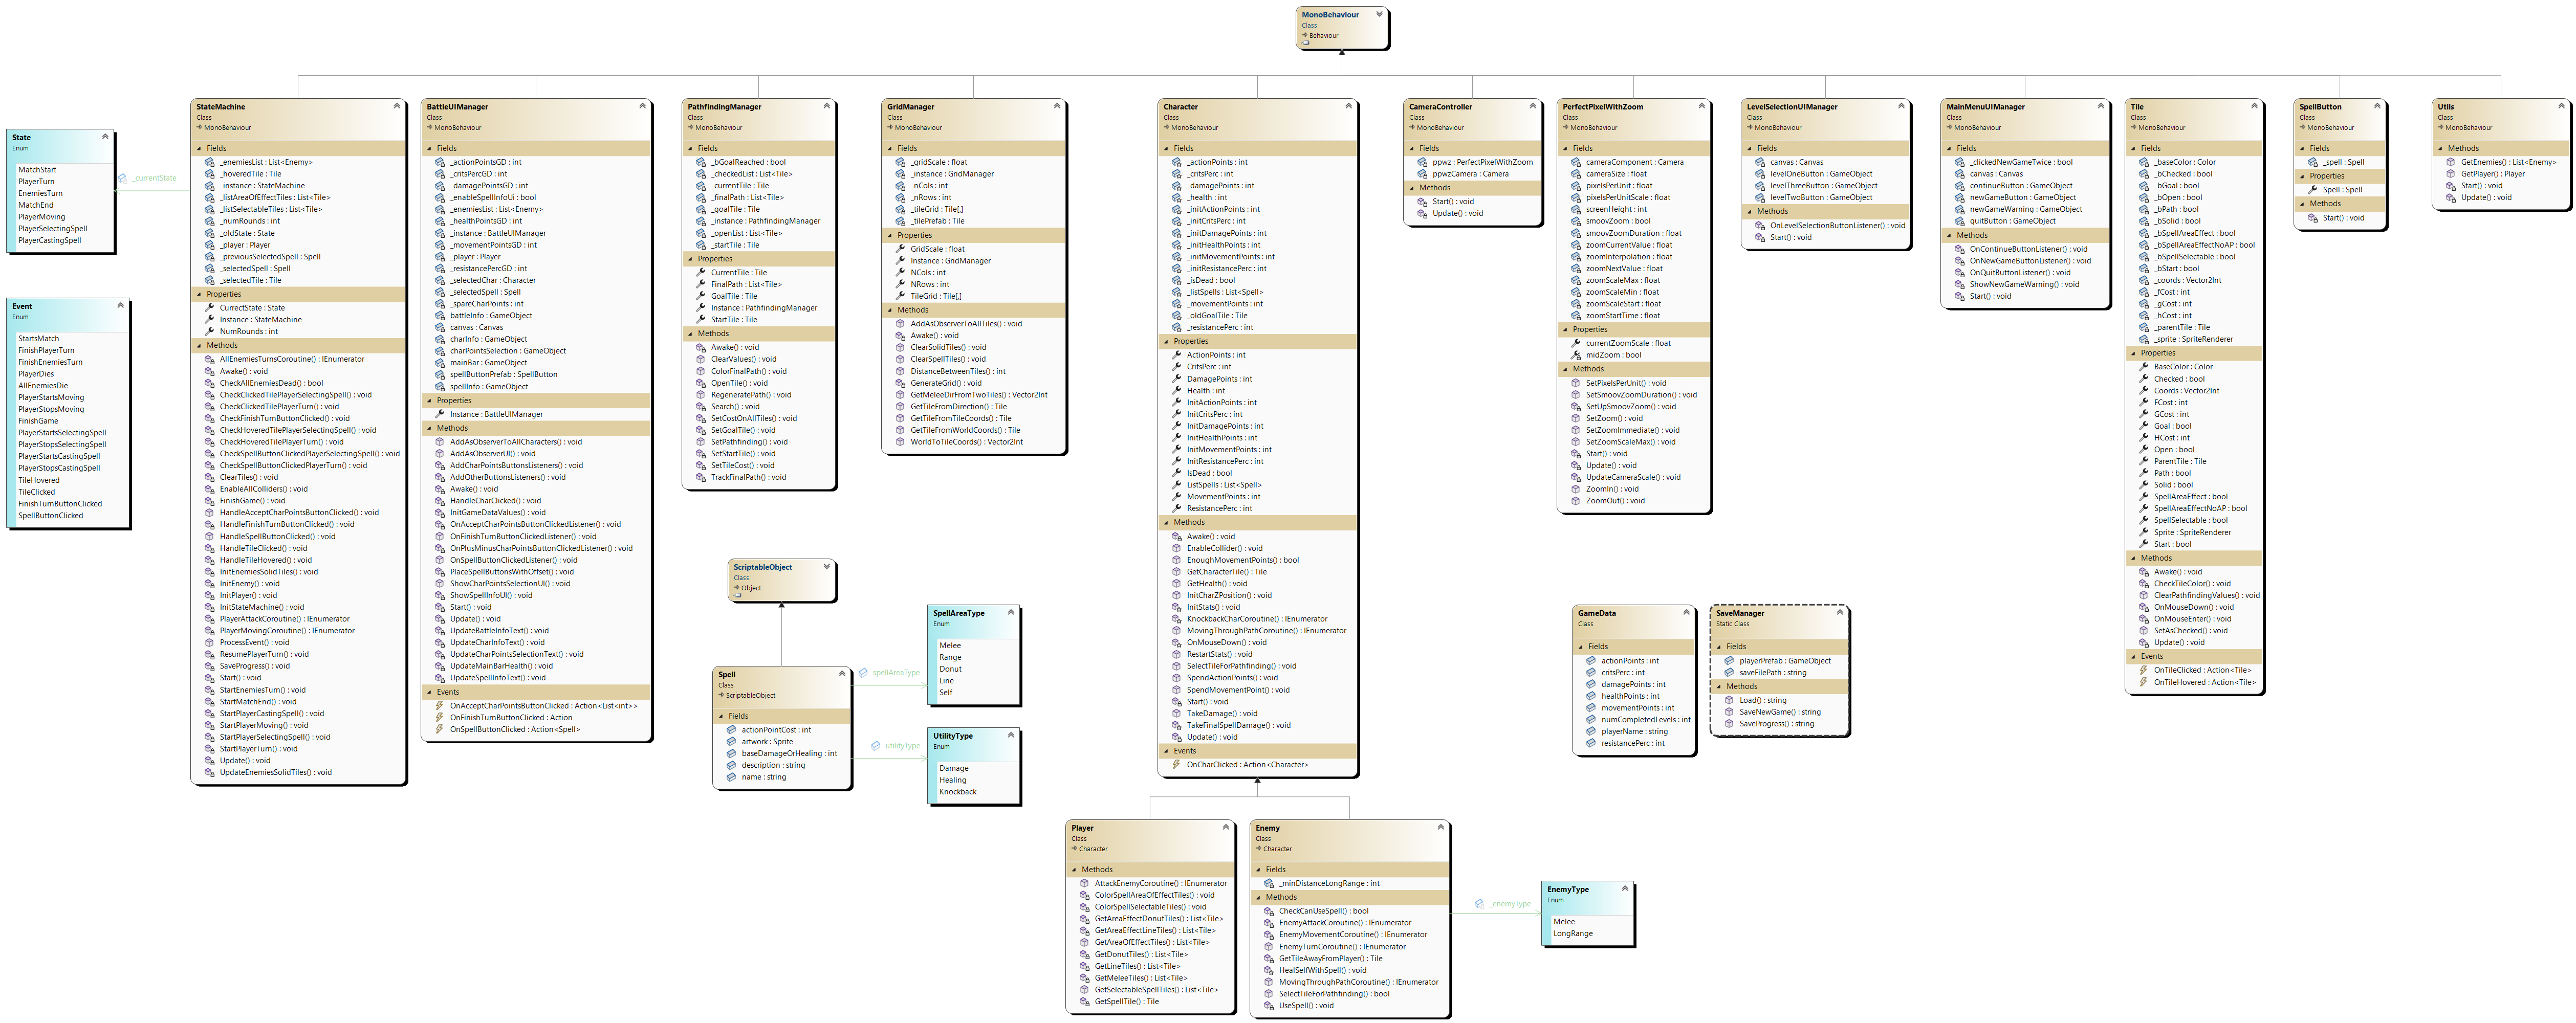 MonoBehaviour
Class
Behaviour
State
Enum
MatchStart
PlayerTurn
EnemiesTurn
MatchEnd
PlayerMoving
PlayerSelectingSpell
PlayerCastingSpell
_currentState
Event
Enum
StartsMatch
FinishPlayerTurn
FinishEnemiesTurn
PlayerDies
AllEnemiesDie
PlayerStartsMoving
PlayerStopsMoving
FinishGame
PlayerStartsSelectingSpell
PlayerStopsSelectingSpell
PlayerStartsCastingSpell
PlayerStopsCastingSpell
TileHovered
TileClicked
FinishTurnButtonClicked
SpellButtonClicked
StateMachine
Class
MonoBehaviour
Fields
_enemiesList : List<Enemy>
_hoveredTile : Tile
_instance : StateMachine
_listAreaOfEffectTiles : List<Tile>
_listSelectableTiles : List<Tile>
_numRounds : int
_oldState : State
_player : Player
_previousSelectedSpell : Spell
_selectedSpell : Spell
_selectedTile : Tile
Properties
CurrectState : State
Instance : StateMachine
NumRounds : int
Methods
AllEnemiesTurnsCoroutine() : IEnumerator
Awake() : void
CheckAllEnemiesDead() : bool
CheckClickedTilePlayerSelectingSpell() : void
CheckClickedTilePlayerTurn() : void
CheckFinishTurnButtonClicked() : void
CheckHoveredTilePlayerSelectingSpell() : void
CheckHoveredTilePlayerTurn() : void
CheckSpellButtonClickedPlayerSelectingSpell() : void
CheckSpellButtonClickedPlayerTurn() : void
ClearTiles() : void
EnableAllColliders() : void
FinishGame() : void
HandleAcceptCharPointsButtonClicked() : void
HandleFinishTurnButtonClicked() : void
HandleSpellButtonClicked() : void
HandleTileClicked() : void
HandleTileHovered() : void
InitEnemiesSolidTiles() : void
InitEnemy() : void
InitPlayer() : void
InitStateMachine() : void
PlayerAttackCoroutine() : IEnumerator
PlayerMovingCoroutine() : IEnumerator
ProcessEvent() : void
ResumePlayerTurn() : void
SaveProgress() : void
Start() : void
StartEnemiesTurn() : void
StartMatchEnd() : void
StartPlayerCastingSpell() : void
StartPlayerMoving() : void
StartPlayerSelectingSpell() : void
StartPlayerTurn() : void
Update() : void
UpdateEnemiesSolidTiles() : void
BattleUIManager
Class
MonoBehaviour
Fields
_actionPointsGD : int
_critsPercGD : int
_damagePointsGD : int
_enableSpellInfoUi : bool
_enemiesList : List<Enemy>
_healthPointsGD : int
_instance : BattleUIManager
_movementPointsGD : int
_player : Player
_resistancePercGD : int
_selectedChar : Character
_selectedSpell : Spell
_spareCharPoints : int
battleInfo : GameObject
canvas : Canvas
charInfo : GameObject
charPointsSelection : GameObject
mainBar : GameObject
spellButtonPrefab : SpellButton
spellInfo : GameObject
Properties
Instance : BattleUIManager
Methods
AddAsObserverToAllCharacters() : void
AddAsObserverUI() : void
AddCharPointsButtonsListeners() : void
AddOtherButtonsListeners() : void
Awake() : void
HandleCharClicked() : void
InitGameDataValues() : void
OnAcceptCharPointsButtonClickedListener() : void
OnFinishTurnButtonClickedListener() : void
OnPlusMinusCharPointsButtonClickedListener() : void
OnSpellButtonClickedListener() : void
PlaceSpellButtonsWithOffset() : void
ShowCharPointsSelectionUI() : void
ShowSpellInfoUI() : void
Start() : void
Update() : void
UpdateBattleInfoText() : void
UpdateCharInfoText() : void
UpdateCharPointsSelectionText() : void
UpdateMainBarHealth() : void
UpdateSpellInfoText() : void
Events
OnAcceptCharPointsButtonClicked : Action<List<int>>
OnFinishTurnButtonClicked : Action
OnSpellButtonClicked : Action<Spell>
PathfindingManager
Class
MonoBehaviour
Fields
_bGoalReached : bool
_checkedList : List<Tile>
_currentTile : Tile
_finalPath : List<Tile>
_goalTile : Tile
_instance : PathfindingManager
_openList : List<Tile>
_startTile : Tile
Properties
CurrentTile : Tile
FinalPath : List<Tile>
GoalTile : Tile
Instance : PathfindingManager
StartTile : Tile
Methods
Awake() : void
ClearValues() : void
ColorFinalPath() : void
OpenTile() : void
RegeneratePath() : void
Search() : void
SetCostOnAllTiles() : void
SetGoalTile() : void
SetPathfinding() : void
SetStartTile() : void
SetTileCost() : void
TrackFinalPath() : void
GridManager
Class
MonoBehaviour
Fields
_gridScale : float
_instance : GridManager
_nCols : int
_nRows : int
_tileGrid : Tile[,]
_tilePrefab : Tile
Properties
GridScale : float
Instance : GridManager
NCols : int
NRows : int
TileGrid : Tile[,]
Methods
AddAsObserverToAllTiles() : void
Awake() : void
ClearSolidTiles() : void
ClearSpellTiles() : void
DistanceBetweenTiles() : int
GenerateGrid() : void
GetMeleeDirFromTwoTiles() : Vector2Int
GetTileFromDirection() : Tile
GetTileFromTileCoords() : Tile
GetTileFromWorldCoords() : Tile
WorldToTileCoords() : Vector2Int
Character
Class
MonoBehaviour
Fields
_actionPoints : int
_critsPerc : int
_damagePoints : int
_health : int
_initActionPoints : int
_initCritsPerc : int
_initDamagePoints : int
_initHealthPoints : int
_initMovementPoints : int
_initResistancePerc : int
_isDead : bool
_listSpells : List<Spell>
_movementPoints : int
_oldGoalTile : Tile
_resistancePerc : int
Properties
ActionPoints : int
CritsPerc : int
DamagePoints : int
Health : int
InitActionPoints : int
InitCritsPerc : int
InitDamagePoints : int
InitHealthPoints : int
InitMovementPoints : int
InitResistancePerc : int
IsDead : bool
ListSpells : List<Spell>
MovementPoints : int
ResistancePerc : int
Methods
Awake() : void
EnableCollider() : void
EnoughMovementPoints() : bool
GetCharacterTile() : Tile
GetHealth() : void
InitCharZPosition() : void
InitStats() : void
KnockbackCharCoroutine() : IEnumerator
MovingThroughPathCoroutine() : IEnumerator
OnMouseDown() : void
RestartStats() : void
SelectTileForPathfinding() : void
SpendActionPoints() : void
SpendMovementPoint() : void
Start() : void
TakeDamage() : void
TakeFinalSpellDamage() : void
Update() : void
Events
OnCharClicked : Action<Character>
CameraController
Class
MonoBehaviour
Fields
ppwz : PerfectPixelWithZoom
ppwzCamera : Camera
Methods
Start() : void
Update() : void
PerfectPixelWithZoom
Class
MonoBehaviour
Fields
cameraComponent : Camera
cameraSize : float
pixelsPerUnit : float
pixelsPerUnitScale : float
screenHeight : int
smoovZoom : bool
smoovZoomDuration : float
zoomCurrentValue : float
zoomInterpolation : float
zoomNextValue : float
zoomScaleMax : float
zoomScaleMin : float
zoomScaleStart : float
zoomStartTime : float
Properties
currentZoomScale : float
midZoom : bool
Methods
SetPixelsPerUnit() : void
SetSmoovZoomDuration() : void
SetUpSmoovZoom() : void
SetZoom() : void
SetZoomImmediate() : void
SetZoomScaleMax() : void
Start() : void
Update() : void
UpdateCameraScale() : void
ZoomIn() : void
ZoomOut() : void
LevelSelectionUIManager
Class
MonoBehaviour
Fields
canvas : Canvas
levelOneButton : GameObject
levelThreeButton : GameObject
levelTwoButton : GameObject
Methods
OnLevelSelectionButtonListener() : void
Start() : void
MainMenuUIManager
Class
MonoBehaviour
Fields
_clickedNewGameTwice : bool
canvas : Canvas
continueButton : GameObject
newGameButton : GameObject
newGameWarning : GameObject
quitButton : GameObject
Methods
OnContinueButtonListener() : void
OnNewGameButtonListener() : void
OnQuitButtonListener() : void
ShowNewGameWarning() : void
Start() : void
Tile
Class
MonoBehaviour
Fields
_baseColor : Color
_bChecked : bool
_bGoal : bool
_bOpen : bool
_bPath : bool
_bSolid : bool
_bSpellAreaEffect : bool
_bSpellAreaEffectNoAP : bool
_bSpellSelectable : bool
_bStart : bool
_coords : Vector2Int
_fCost : int
_gCost : int
_hCost : int
_parentTile : Tile
_sprite : SpriteRenderer
Properties
BaseColor : Color
Checked : bool
Coords : Vector2Int
FCost : int
GCost : int
Goal : bool
HCost : int
Open : bool
ParentTile : Tile
Path : bool
Solid : bool
SpellAreaEffect : bool
SpellAreaEffectNoAP : bool
SpellSelectable : bool
Sprite : SpriteRenderer
Start : bool
Methods
Awake() : void
CheckTileColor() : void
ClearPathfindingValues() : void
OnMouseDown() : void
OnMouseEnter() : void
SetAsChecked() : void
Update() : void
Events
OnTileClicked : Action<Tile>
OnTileHovered : Action<Tile>
SpellButton
Class
MonoBehaviour
Fields
_spell : Spell
Properties
Spell : Spell
Methods
Start() : void
Utils
Class
MonoBehaviour
Methods
GetEnemies() : List<Enemy>
GetPlayer() : Player
Start() : void
Update() : void
ScriptableObject
Class
Object
Spell
Class
ScriptableObject
Fields
actionPointCost : int
artwork : Sprite
baseDamageOrHealing : int
description : string
name : string
spellAreaType
utilityType
SpellAreaType
Enum
Melee
Range
Donut
Line
Self
UtilityType
Enum
Damage
Healing
Knockback
GameData
Class
Fields
actionPoints : int
critsPerc : int
damagePoints : int
healthPoints : int
movementPoints : int
numCompletedLevels : int
playerName : string
resistancePerc : int
SaveManager
Static Class
Fields
playerPrefab : GameObject
saveFilePath : string
Methods
Load() : string
SaveNewGame() : string
SaveProgress() : string
Player
Class
Character
Methods
AttackEnemyCoroutine() : IEnumerator
ColorSpellAreaOfEffectTiles() : void
ColorSpellSelectableTiles() : void
GetAreaEffectDonutTiles() : List<Tile>
GetAreaEffectLineTiles() : List<Tile>
GetAreaOfEffectTiles() : List<Tile>
GetDonutTiles() : List<Tile>
GetLineTiles() : List<Tile>
GetMeleeTiles() : List<Tile>
GetSelectableSpellTiles() : List<Tile>
GetSpellTile() : Tile
Enemy
Class
Character
Fields
_minDistanceLongRange : int
Methods
CheckCanUseSpell() : bool
EnemyAttackCoroutine() : IEnumerator
EnemyMovementCoroutine() : IEnumerator
EnemyTurnCoroutine() : IEnumerator
GetTileAwayFromPlayer() : Tile
HealSelfWithSpell() : void
MovingThroughPathCoroutine() : IEnumerator
SelectTileForPathfinding() : bool
UseSpell() : void
_enemyType
EnemyType
Enum
Melee
LongRange